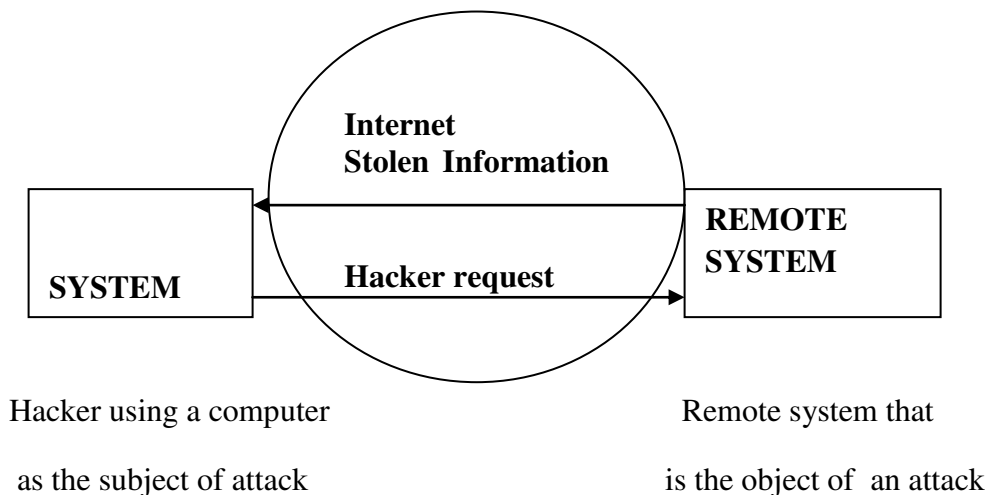 Internet
Stolen Information
REMOTE
SYSTEM
SYSTEM
Hacker request
Hacker using a computer
as the subject of attack
Remote system that
is the object of an attack